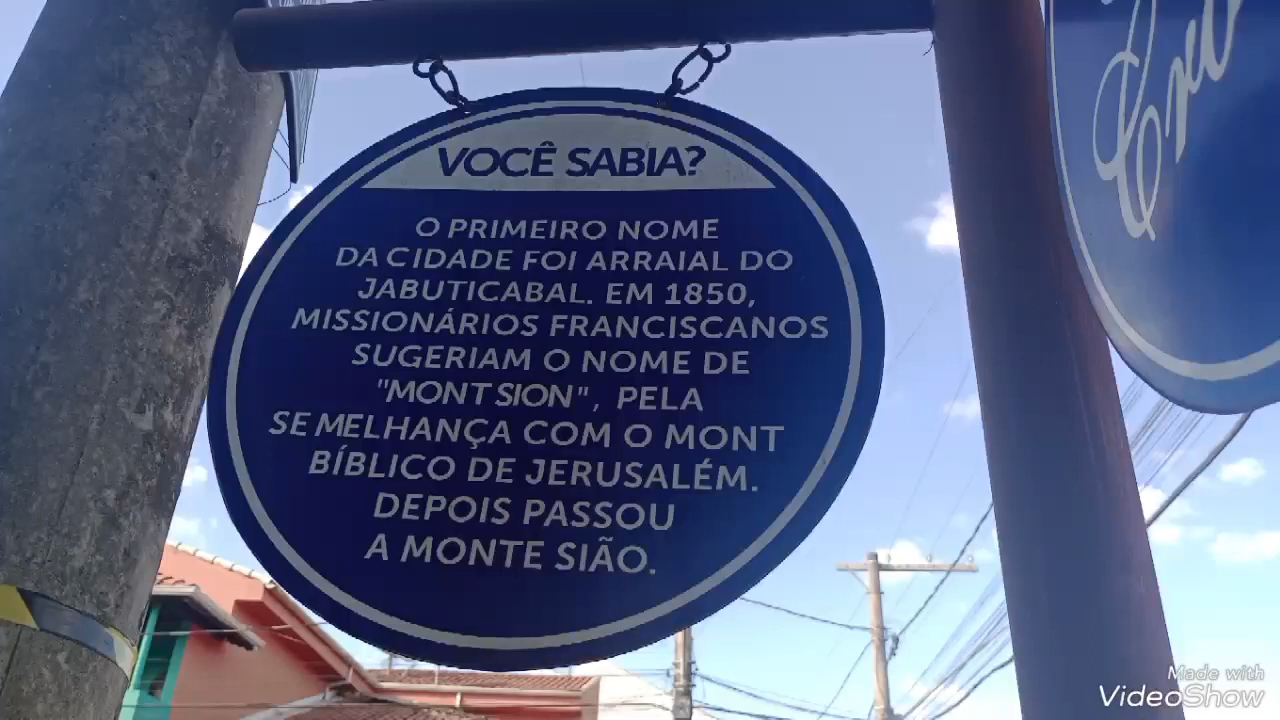 VOCÊ SABIA?
O PRIMEIRO NOME
DA CIDADE FOI ARRAIAL DO
JABUTICABAL. EM 1850,
MISSIONÁRIOS FRANCISCANOS
SUGERIAM O NOME DE
"MONT SION", PELA
SEMELHANÇA COM O MONT
BÍBLICO DE JERUSALÉM.
DEPOIS PASSOU
A MONTE SIÃO.
Made with
VideoShow